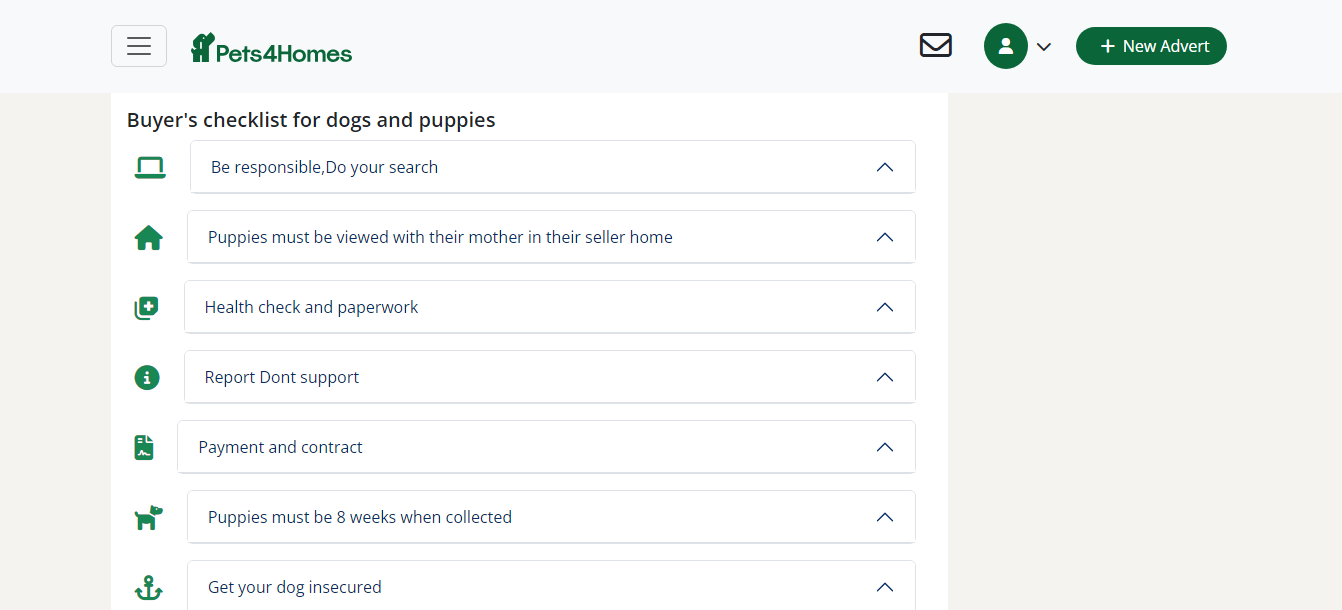 Pets4Homes
+ New Advert
Buyer's checklist for dogs and puppies
Be responsible,Do your search
Puppies must be viewed with their mother in their seller home
Health check and paperwork
Report Dont support
Payment and contract
Puppies must be 8 weeks when collected
Get your dog insecured